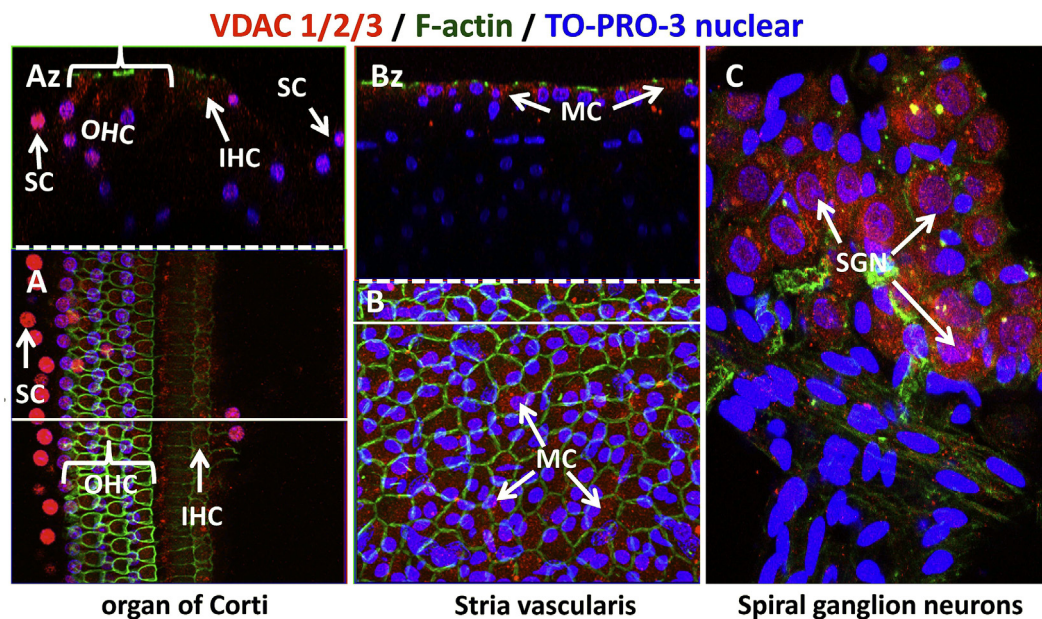 VDAC 1/2/3 / F-actin / TO-PRO-3 nuclear
Az
OHC
IHC
SC
SC
Bz
MC
C
SGN
A
SC
OHC
IHC
B
MC
organ of Corti
Stria vascularis
Spiral ganglion neurons